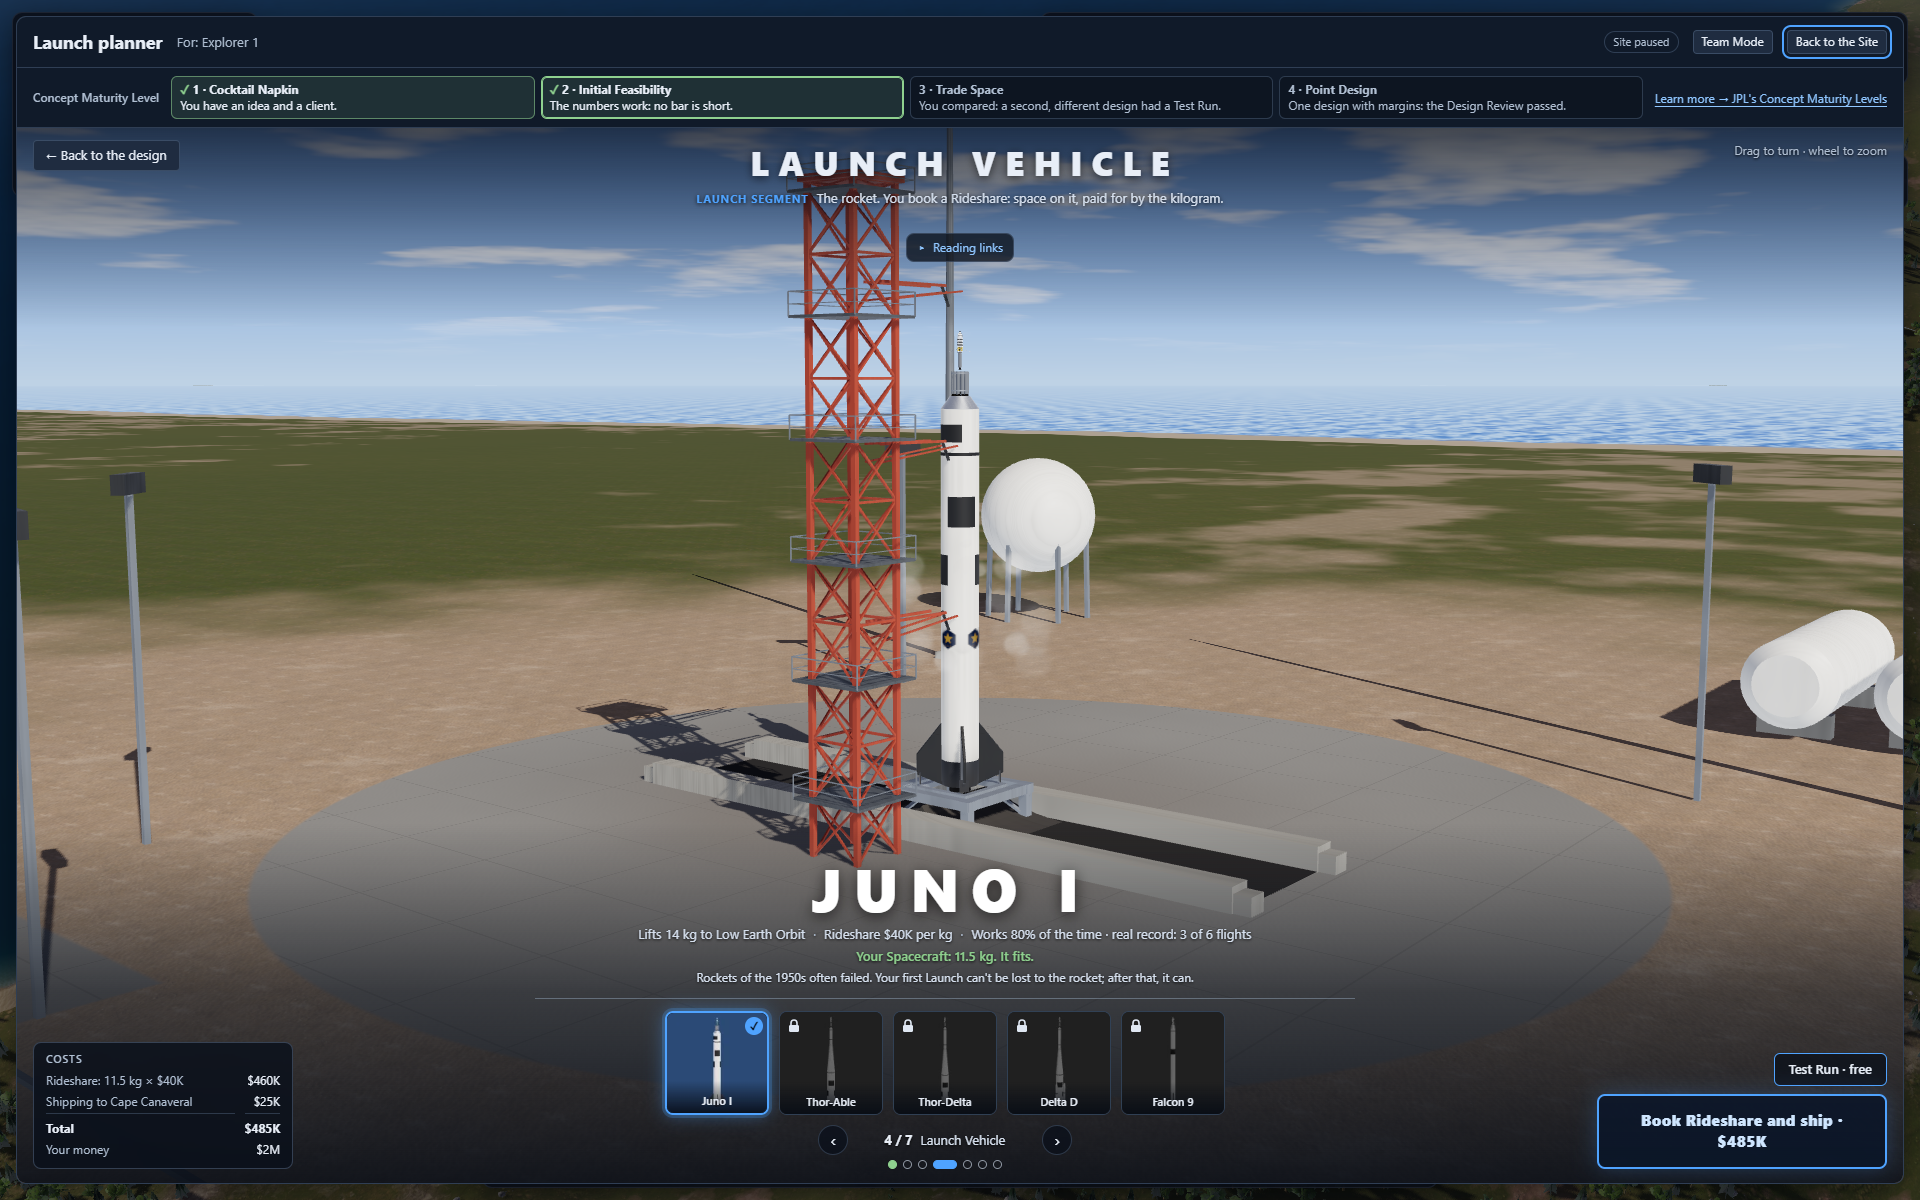 Launch planner
For: Explorer 1
Site paused
Team Mode
Back to the Site
Concept Maturity Level
✓ 1 · Cocktail Napkin
You have an idea and a client.
✓ 2 · Initial Feasibility
The numbers work: no bar is short.
3 · Trade Space
You compared: a second, different design had a Test Run.
4 · Point Design
One design with margins: the Design Review passed.
Learn more → JPL's Concept Maturity Levels
← Back to the design
LAUNCH VEHICLE
Drag to turn · wheel to zoom
LAUNCH SEGMENT The rocket. You book a Rideshare: space on it, paid for by the kilogram.
▸ Reading links
JUNO I
Lifts 14 kg to Low Earth Orbit · Rideshare $40K per kg · Works 80% of the time · real record: 3 of 6 flights
Your Spacecraft: 11.5 kg. It fits.
Rockets of the 1950s often failed. Your first Launch can't be lost to the rocket; after that, it can.
Juno I
Thor-Able
Thor-Delta
Delta D
Falcon 9
‹ 4 / 7 Launch Vehicle ›
COSTS
Rideshare: 11.5 kg × $40K $460K
Shipping to Cape Canaveral $25K
Total $485K
Your money $2M
Test Run · free
Book Rideshare and ship ·
$485K